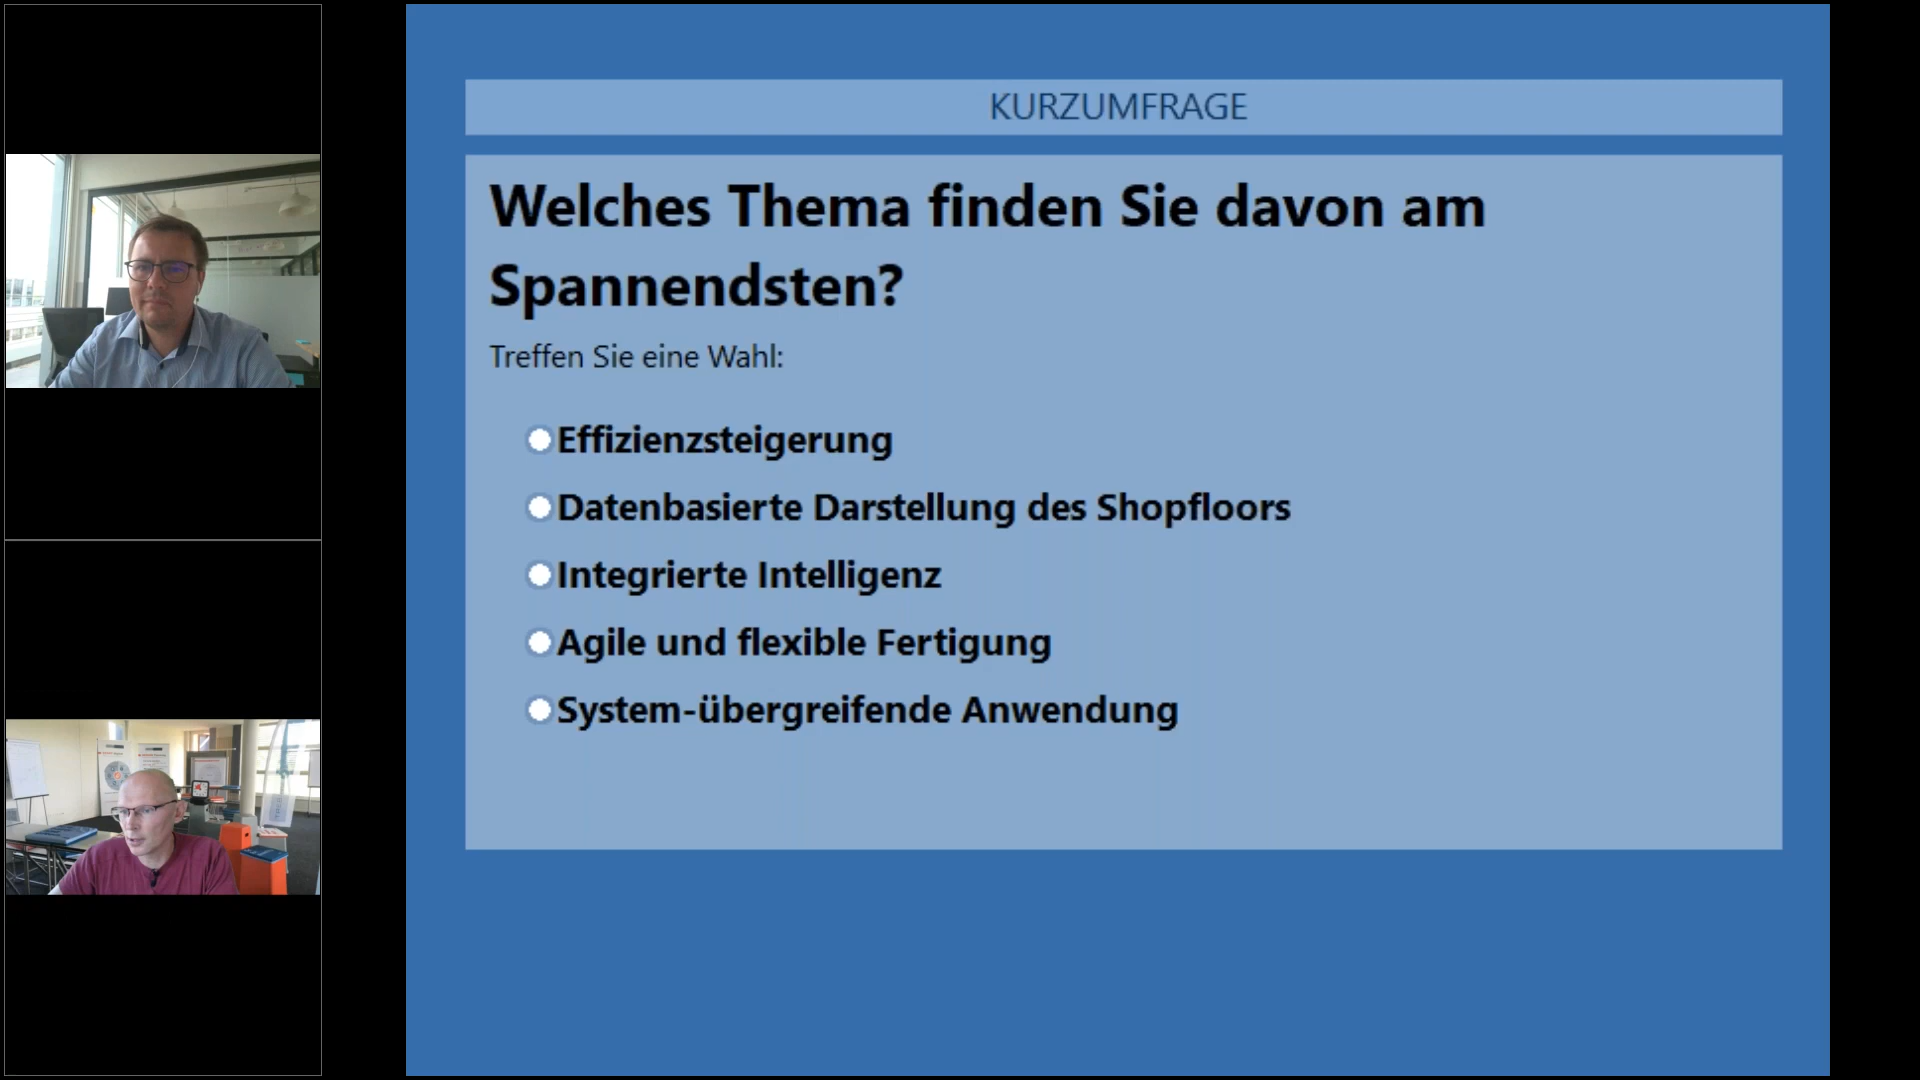 KURZUMFRAGE
Welches Thema finden Sie davon am
Spannendsten?
Treffen Sie eine Wahl:
Effizienzsteigerung
Datenbasierte Darstellung des Shopfloors
Integrierte Intelligenz
Agile und flexible Fertigung
System-übergreifende Anwendung